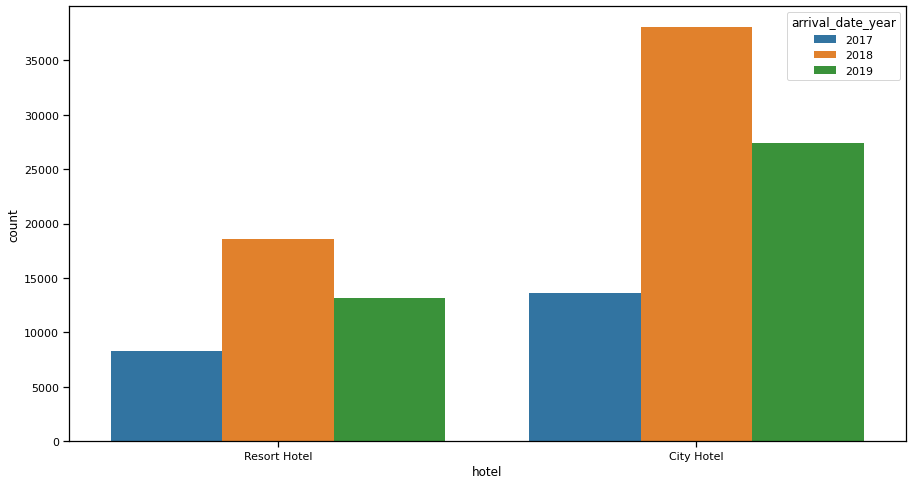 arrival_date_year
2017
2018
2019
35000
30000
25000
20000
15000
10000
5000
0
count
Resort Hotel
City Hotel
hotel